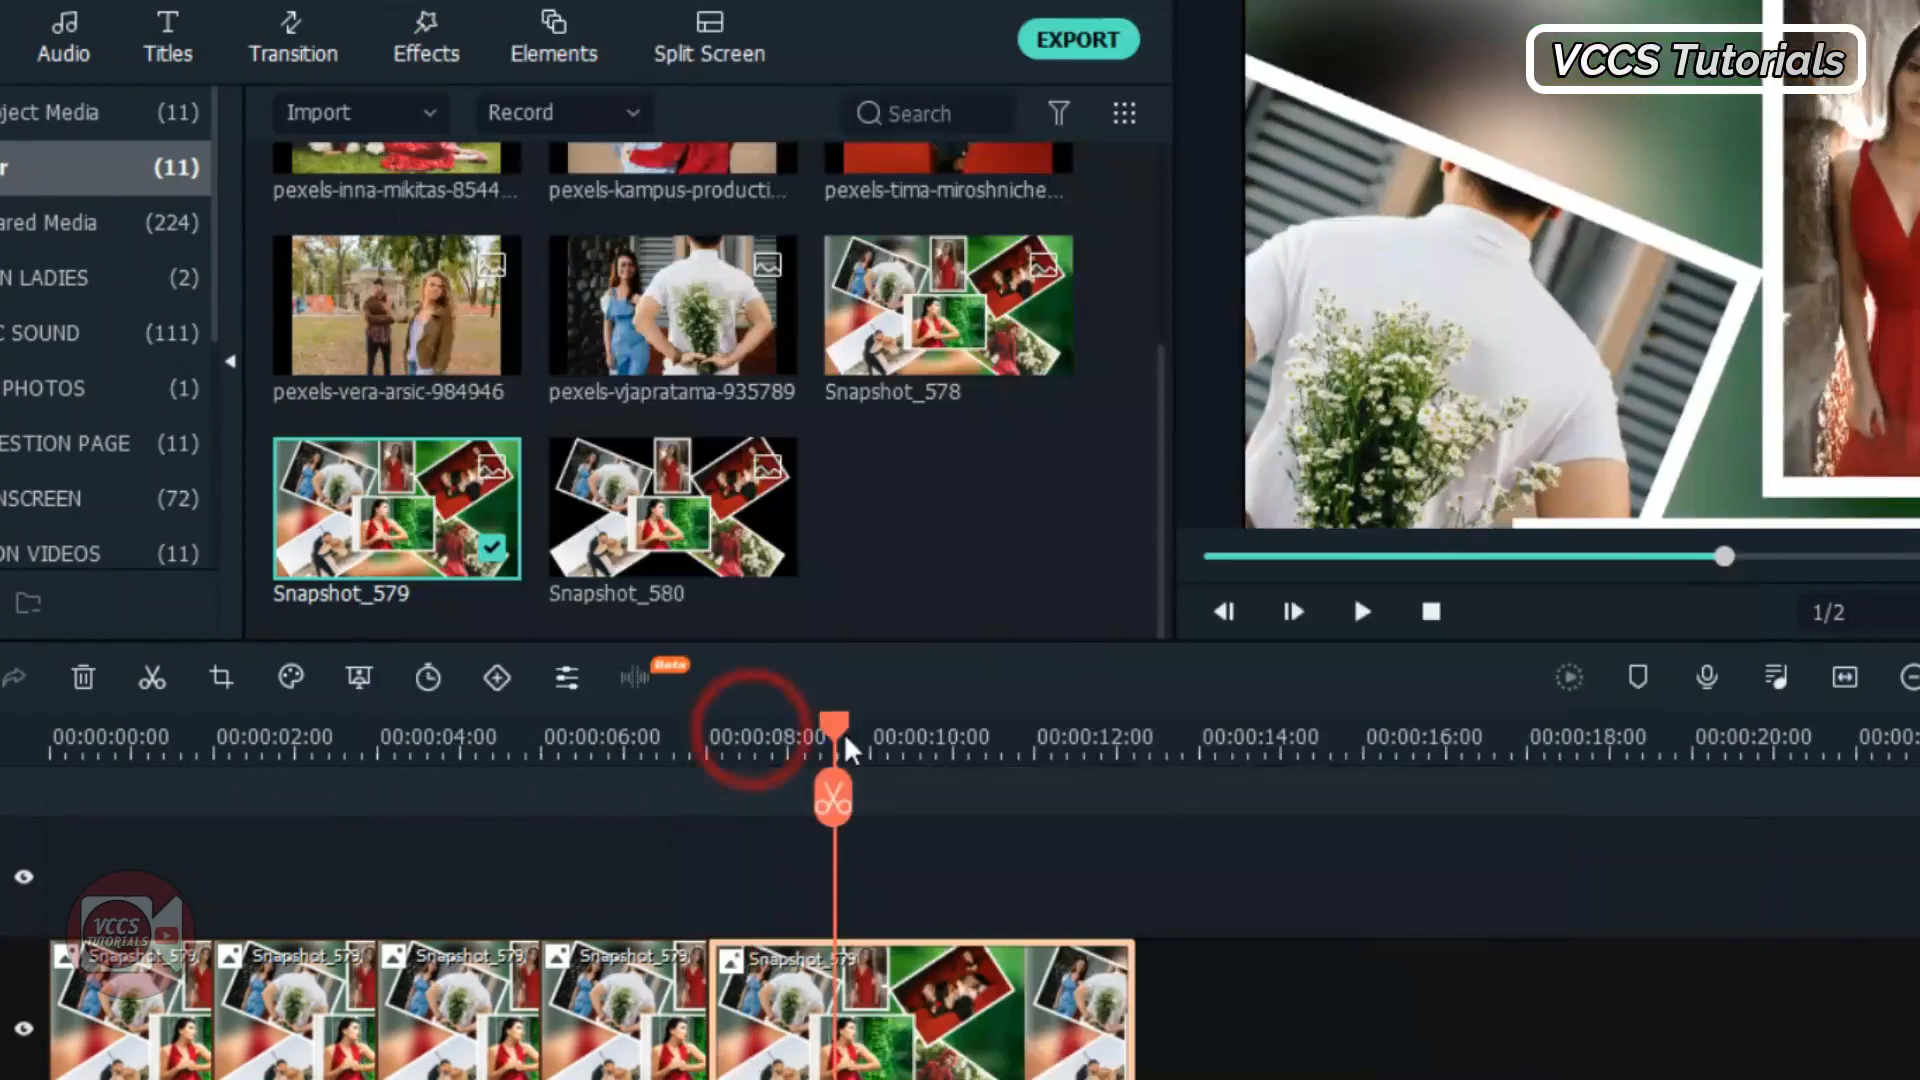 Audio
Titles
Transition
Effects
Elements
Split Screen
EXPORT
VCCS Tutorials
ject Media (11)
r (11)
ared Media (224)
N LADIES (2)
C SOUND (111)
PHOTOS (1)
ESTION PAGE (11)
NSCREEN (72)
ON VIDEOS (11)
Import
Record
Search
pexels-inna-mikitas-8544...
pexels-kampus-producti...
pexels-tima-miroshniche...
pexels-vera-arsic-984946
pexels-vjapratama-935789
Snapshot_578
Snapshot_579
Snapshot_580
1/2
Beta
00:00:00:00
00:00:02:00
00:00:04:00
00:00:06:00
00:00:08:00
00:00:10:00
00:00:12:00
00:00:14:00
00:00:16:00
00:00:18:00
00:00:20:00
00:00:
VCCS
TUTORIALS
Snapshot_579
Snapshot_579
Snapshot_579
Snapshot_579
Snapshot_579